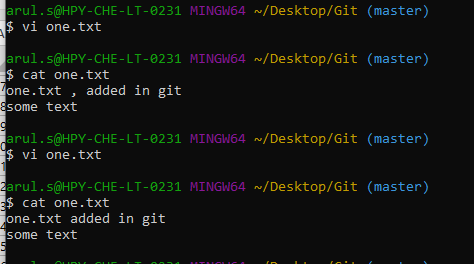 arul.s@HPY-CHE-LT-0231 MINGW64 ~/Desktop/Git (master)
$ vi one.txt
arul.s@HPY-CHE-LT-0231 MINGW64 ~/Desktop/Git (master)
$ cat one.txt
one.txt , added in git
some text
arul.s@HPY-CHE-LT-0231 MINGW64 ~/Desktop/Git (master)
$ vi one.txt
arul.s@HPY-CHE-LT-0231 MINGW64 ~/Desktop/Git (master)
$ cat one.txt
one.txt added in git
some text